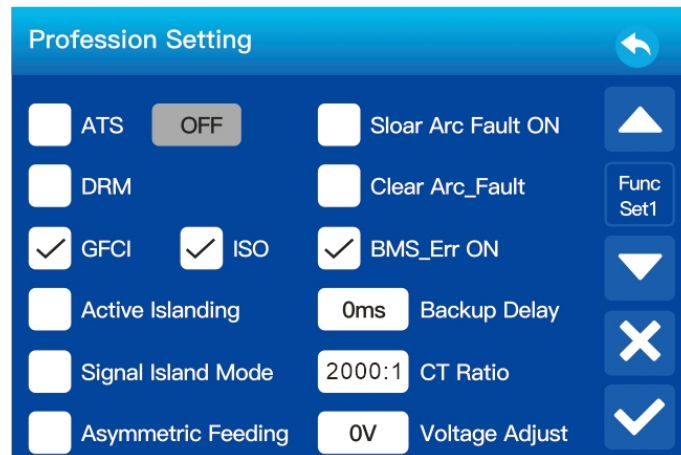 Profession Setting
ATS OFF Sloar Arc Fault ON
DRM Clear Arc_Fault
Func
Set1
GFCI ISO BMS_Err ON
Active Islanding 0ms Backup Delay
Signal Island Mode 2000:1 CT Ratio
Asymmetric Feeding 0V Voltage Adjust